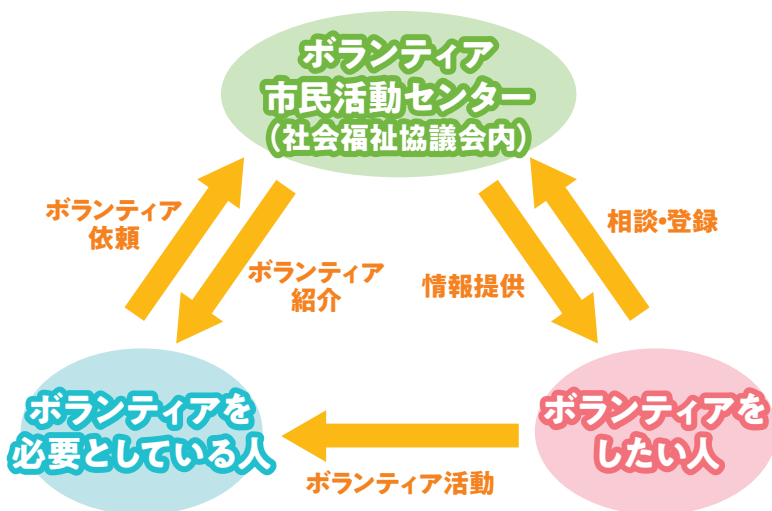 ボランティア
市民活動センター
(社会福祉協議会内)
ボランティア
依頼
ボランティア
紹介
情報提供
相談・登録
ボランティアを
必要としている人
ボランティアを
したい人
ボランティア活動